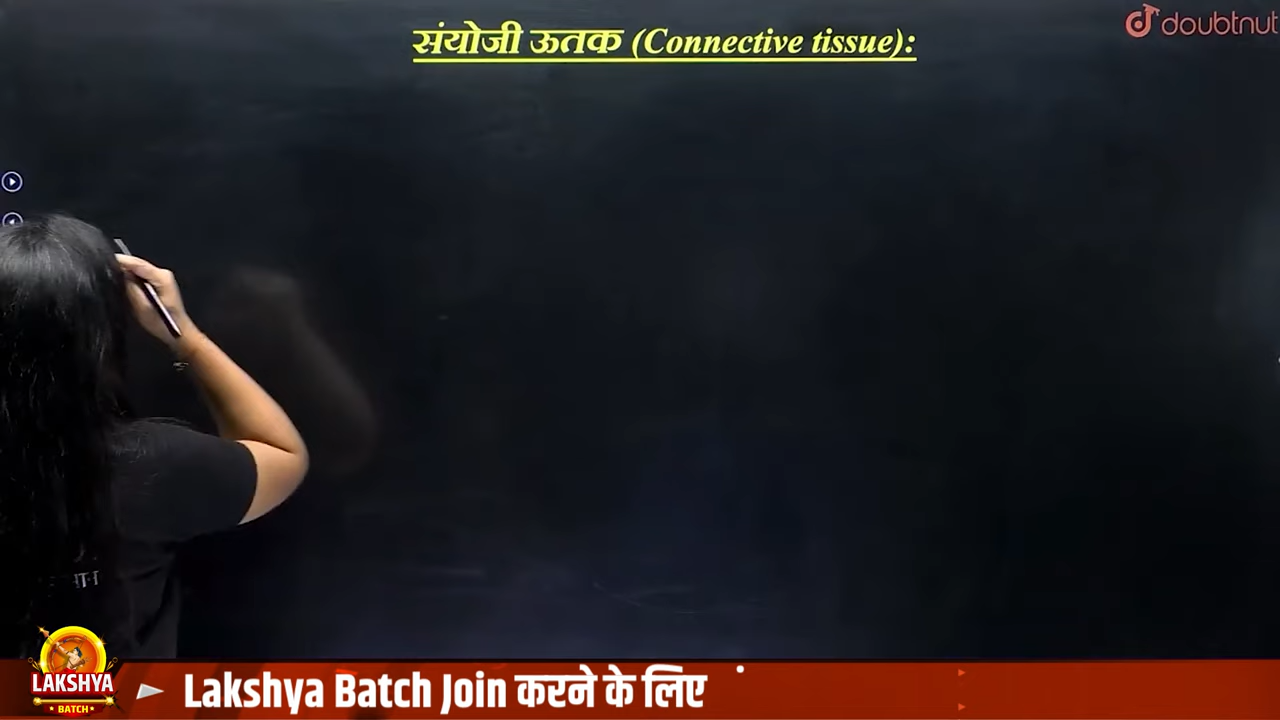 संयोजी ऊतक (Connective tissue):
doubtnut
LAKSHYA
BATCH
Lakshya Batch Join करने के लिए